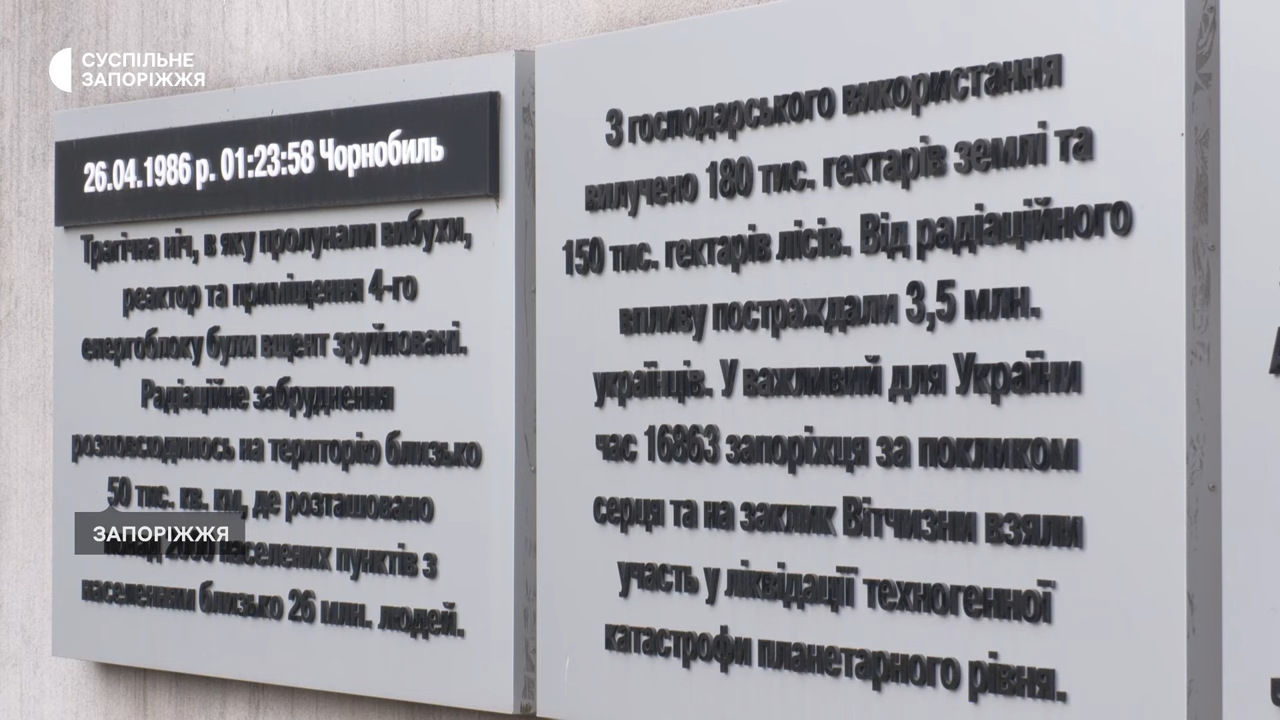 СУСПІЛЬНЕ
ЗАПОРІЖЖЯ
26.04.1986 р. 01:23:58 Чорнобиль
Трагічна ніч, в яку пролунали вибухи,
реактор та приміщення 4-го
енергоблоку були вщент зруйновані.
Радіаційне забруднення
розповсюдилось на територію близько
50 тис. кв. км, де розташовано
ЗАПОРІЖЖЯ
населених пунктів з
населенням близько 26 млн. людей.
З господарського використання
вилучено 180 тис. гектарів землі та
150 тис. гектарів лісів. Від радіаційного
впливу постраждали 3,5 млн.
українців. У важливий для України
час 16863 запоріжця за покликом
серця та на заклик Вітчизни взяли
участь у ліквідації техногенної
катастрофи планетарного рівня.